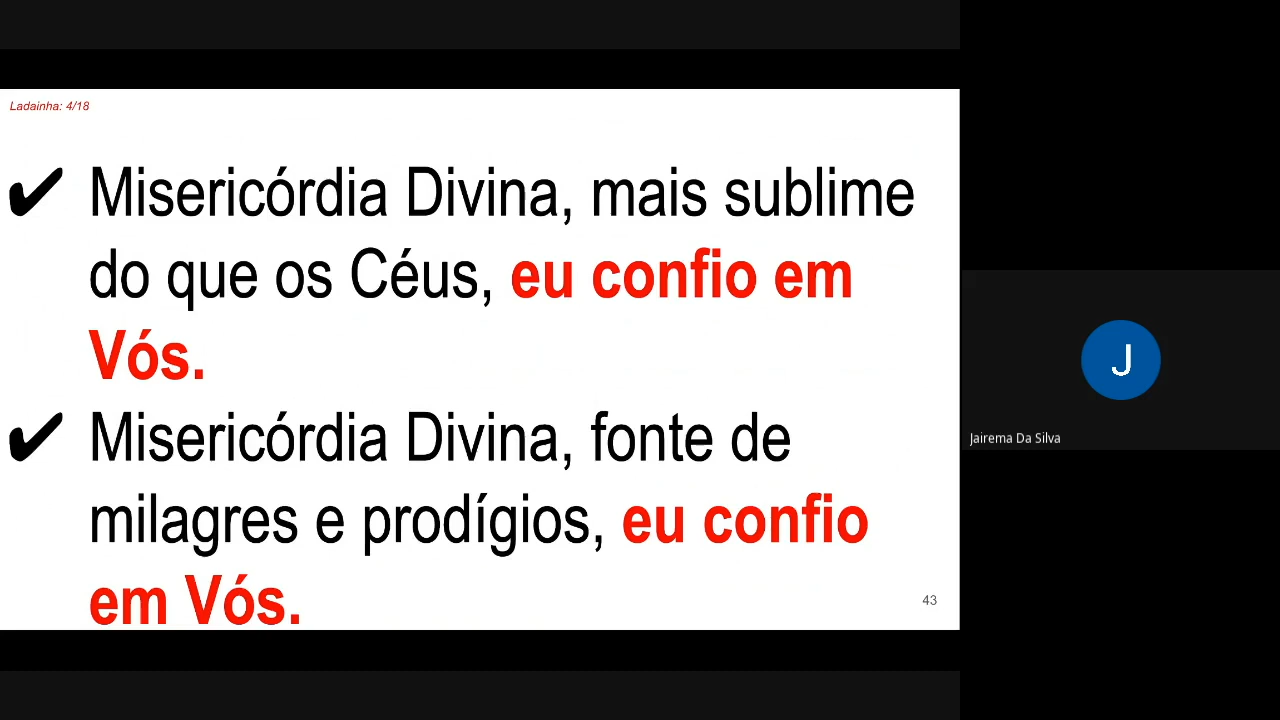 Ladainha: 4/18
✔ Misericórdia Divina, mais sublime
do que os Céus, eu confio em
Vós.
✔ Misericórdia Divina, fonte de
milagres e prodígios, eu confio
em Vós.
43
J
Jairema Da Silva